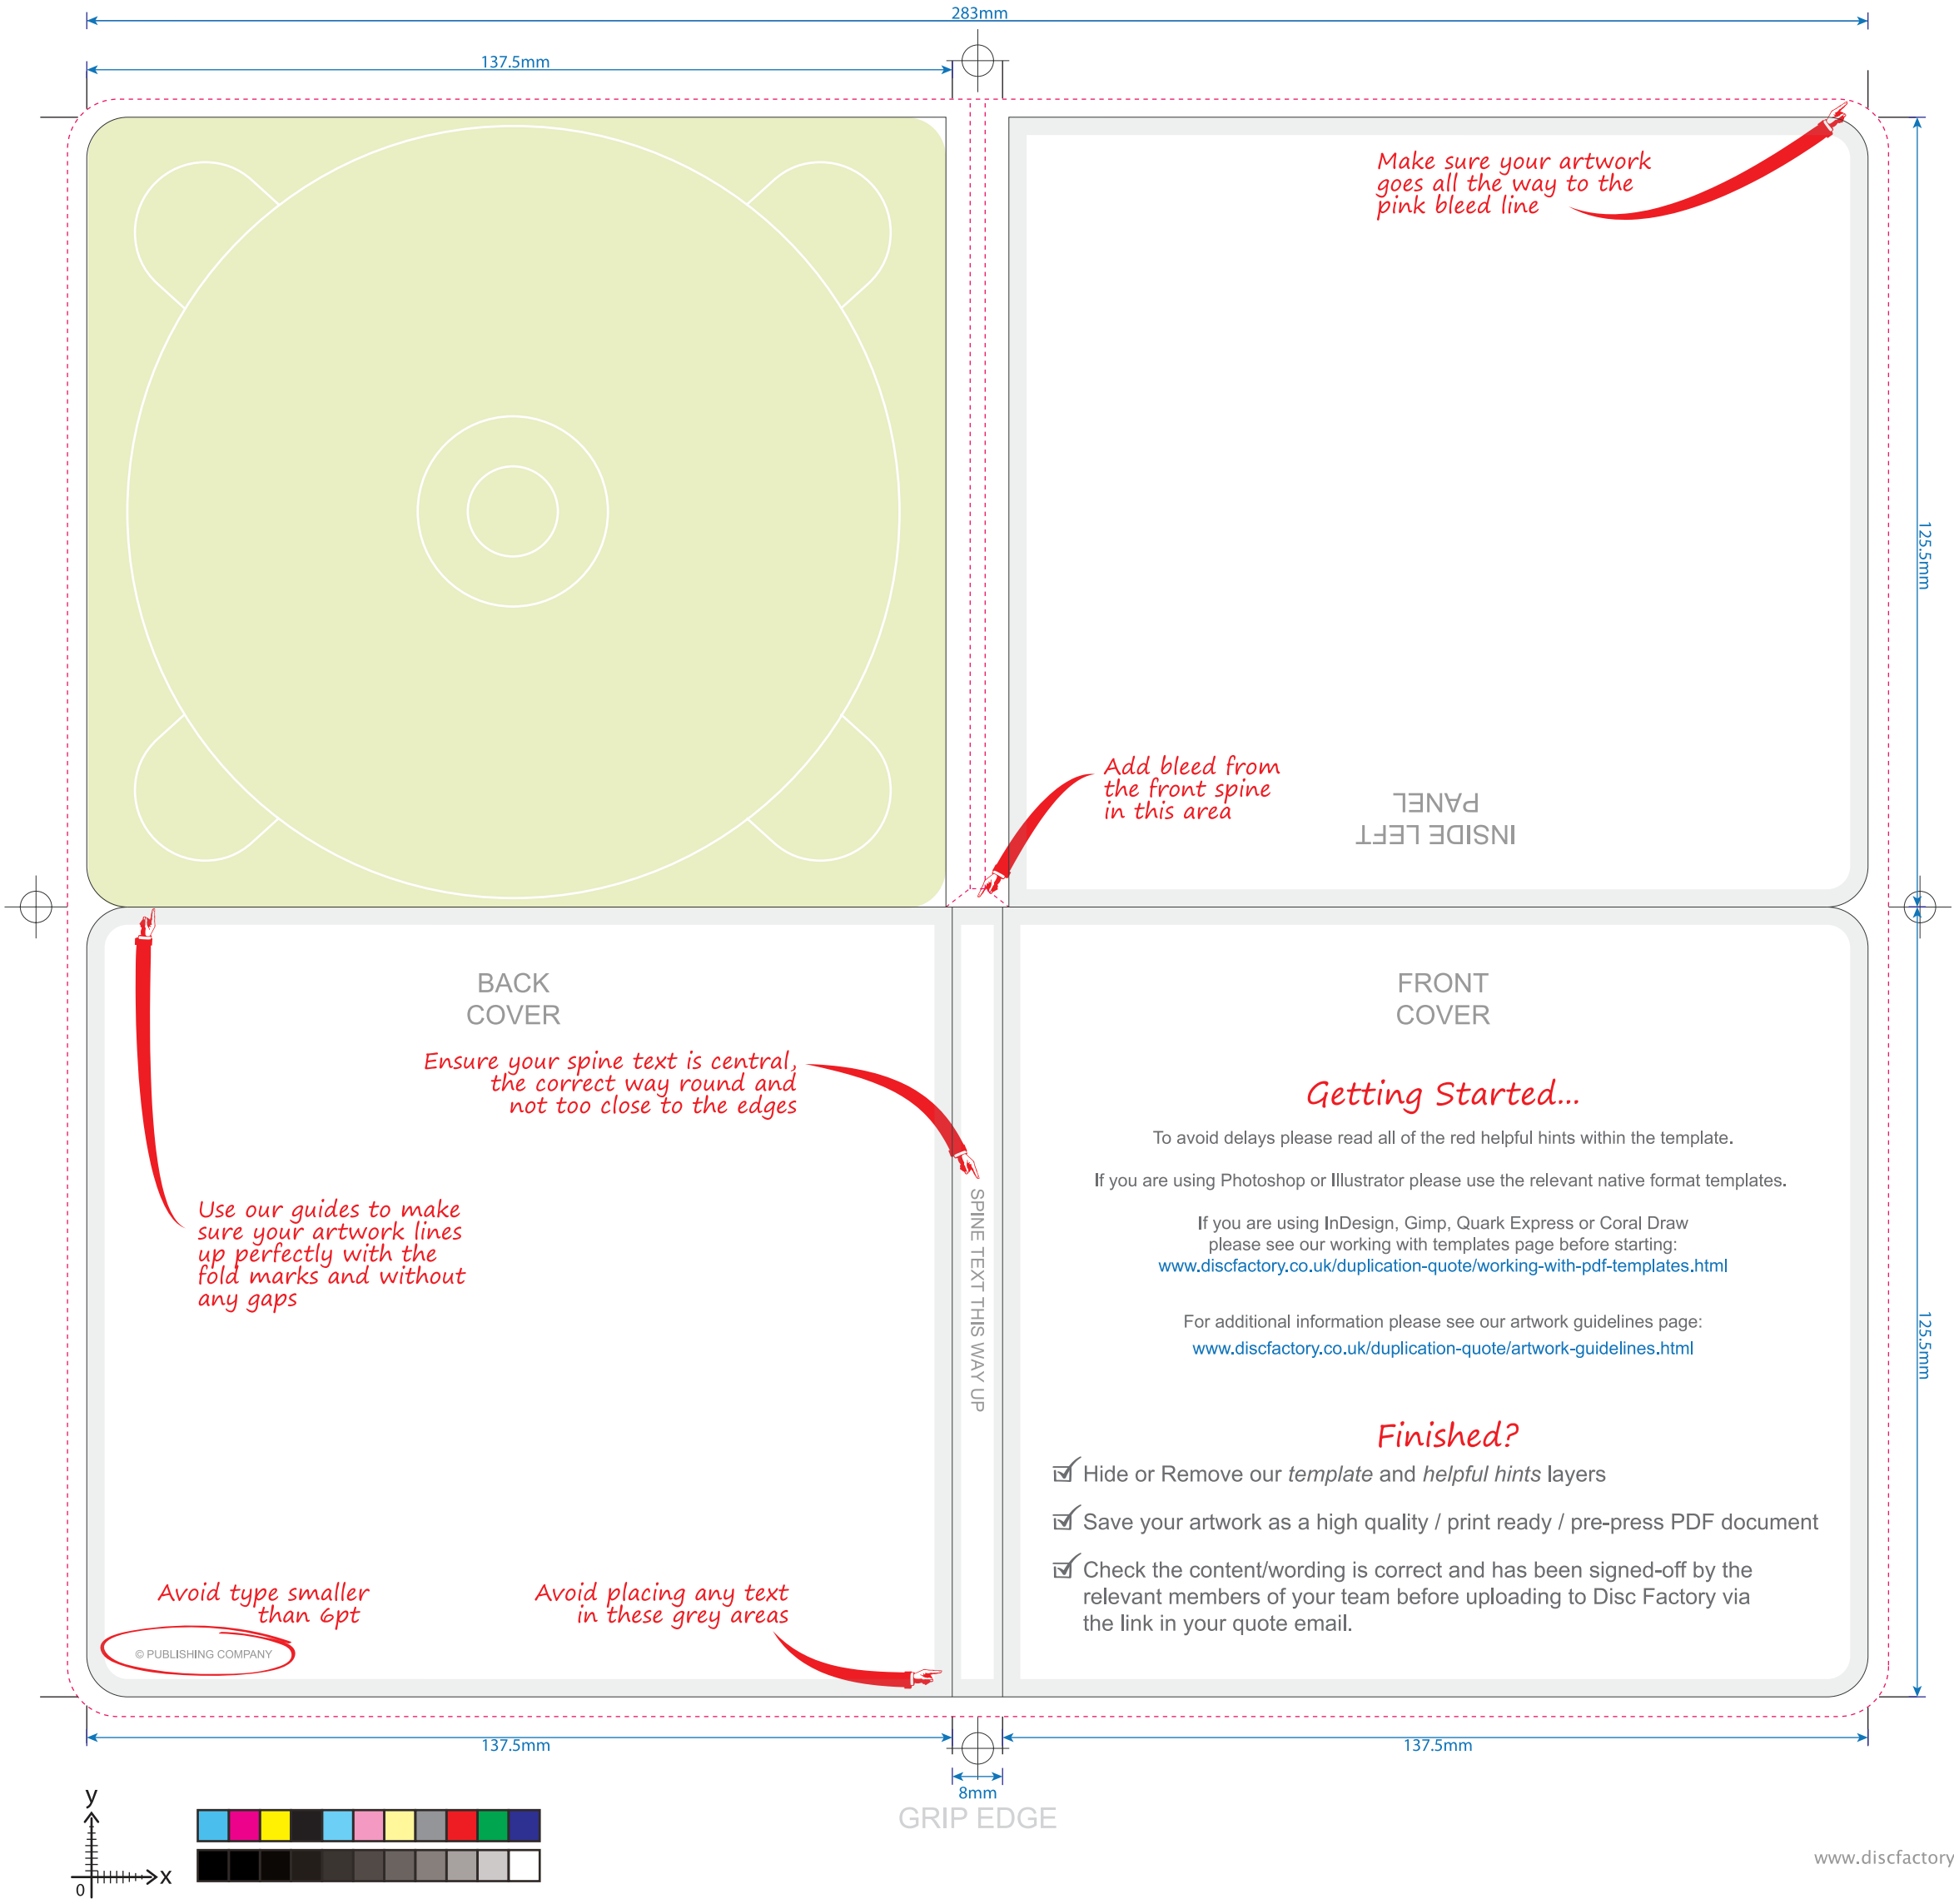 283mm
137.5mm
Make sure your artwork
goes all the way to the
pink bleed line
125.5mm
Add bleed from
the front spine
in this area
INSIDE LEFT
PANEL
BACK
COVER
FRONT
COVER
Ensure your spine text is central,
the correct way round and
not too close to the edges
Getting Started...
To avoid delays please read all of the red helpful hints within the template.
If you are using Photoshop or Illustrator please use the relevant native format templates.
If you are using InDesign, Gimp, Quark Express or Coral Draw
please see our working with templates page before starting:
www.discfactory.co.uk/duplication-quote/working-with-pdf-templates.html
For additional information please see our artwork guidelines page:
www.discfactory.co.uk/duplication-quote/artwork-guidelines.html
Use our guides to make
sure your artwork lines
up perfectly with the
fold marks and without
any gaps
SPINE TEXT THIS WAY UP
125.5mm
Finished?
Hide or Remove our template and helpful hints layers
Save your artwork as a high quality / print ready / pre-press PDF document
Check the content/wording is correct and has been signed-off by the
relevant members of your team before uploading to Disc Factory via
the link in your quote email.
Avoid type smaller
than 6pt
Avoid placing any text
in these grey areas
© PUBLISHING COMPANY
137.5mm
137.5mm
8mm
GRIP EDGE
y
x
0
www.discfactory